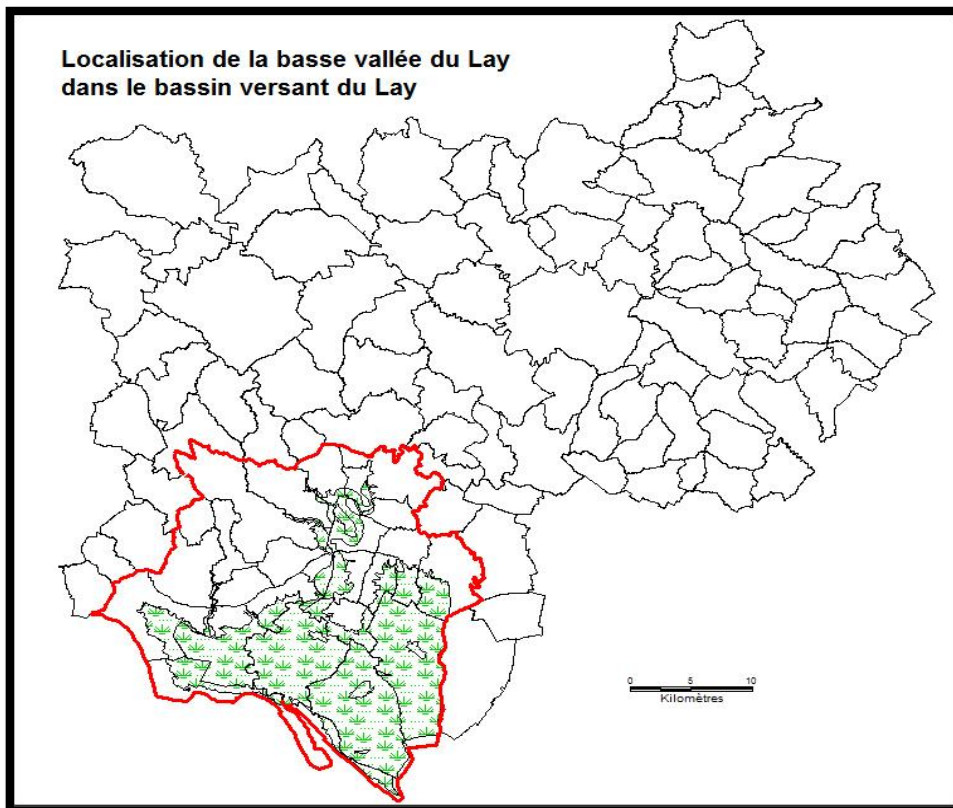 Localisation de la basse vallée du Lay
dans le bassin versant du Lay
0 5 10
Kilomètres